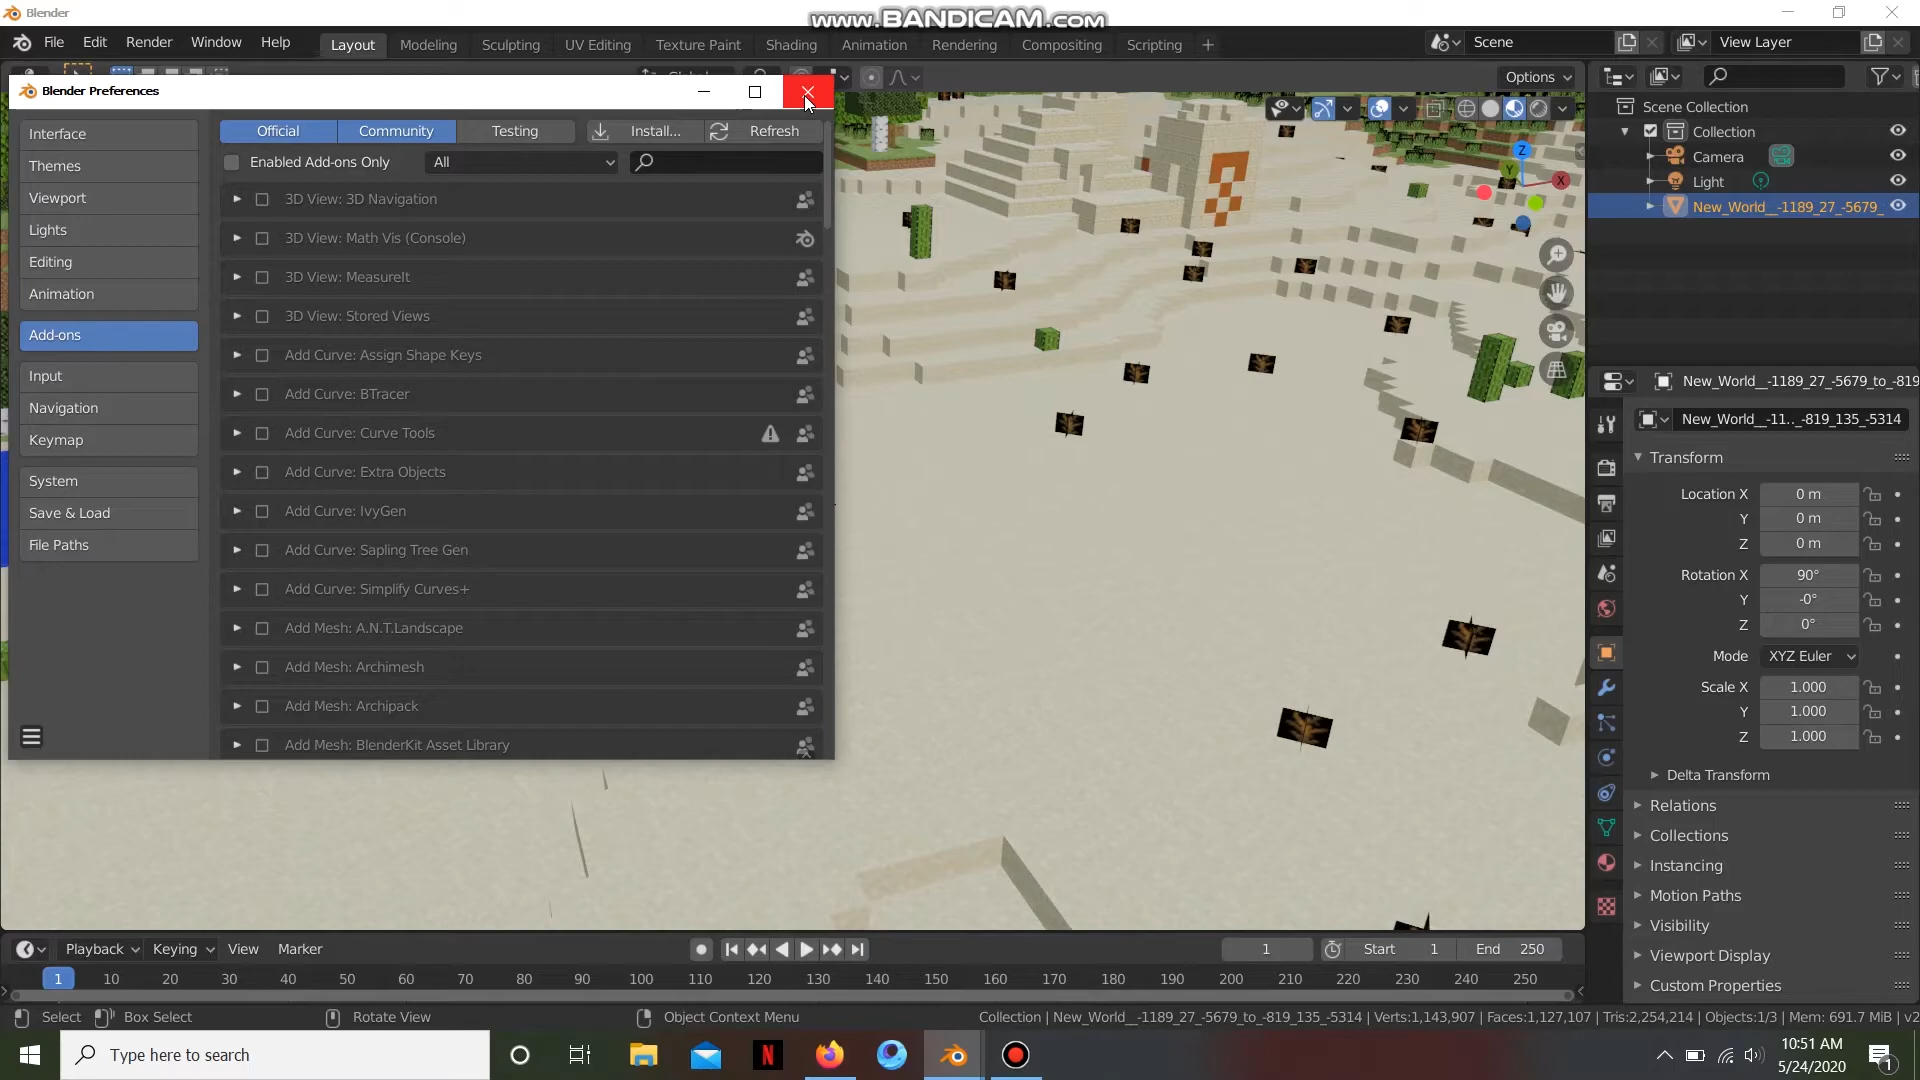 Blender
www.BANDICAM.com
File Edit Render Window Help
Layout Modeling Sculpting UV Editing Texture Paint Shading Animation Rendering Compositing Scripting +
Scene
View Layer
Options
Blender Preferences
Interface
Themes
Viewport
Lights
Editing
Animation
Add-ons
Input
Navigation
Keymap
System
Save & Load
File Paths
Official Community Testing Install... Refresh
Enabled Add-ons Only All
3D View: 3D Navigation
3D View: Math Vis (Console)
3D View: MeasureIt
3D View: Stored Views
Add Curve: Assign Shape Keys
Add Curve: BTracer
Add Curve: Curve Tools
Add Curve: Extra Objects
Add Curve: IvyGen
Add Curve: Sapling Tree Gen
Add Curve: Simplify Curves+
Add Mesh: A.N.T.Landscape
Add Mesh: Archimesh
Add Mesh: Archipack
Add Mesh: BlenderKit Asset Library
Z
Y
X
Scene Collection
Collection
Camera
Light
New_World__-1189_27_-5679_
New_World__-1189_27_-5679_to_-819
New_World__-11.._-819_135_-5314
Transform
Location X 0 m
Y 0 m
Z 0 m
Rotation X 90°
Y -0°
Z 0°
Mode XYZ Euler
Scale X 1.000
Y 1.000
Z 1.000
Delta Transform
Relations
Collections
Instancing
Motion Paths
Visibility
Viewport Display
Custom Properties
Playback Keying View Marker
1 Start 1 End 250
1 10 20 30 40 50 60 70 80 90 100 110 120 130 140 150 160 170 180 190 200 210 220 230 240 250
Select Box Select Rotate View Object Context Menu
Collection | New_World__-1189_27_-5679_to_-819_135_-5314 | Verts:1,143,907 | Faces:1,127,107 | Tris:2,254,214 | Objects:1/3 | Mem: 691.7 MiB | v2
Type here to search
N
10:51 AM
5/24/2020
1